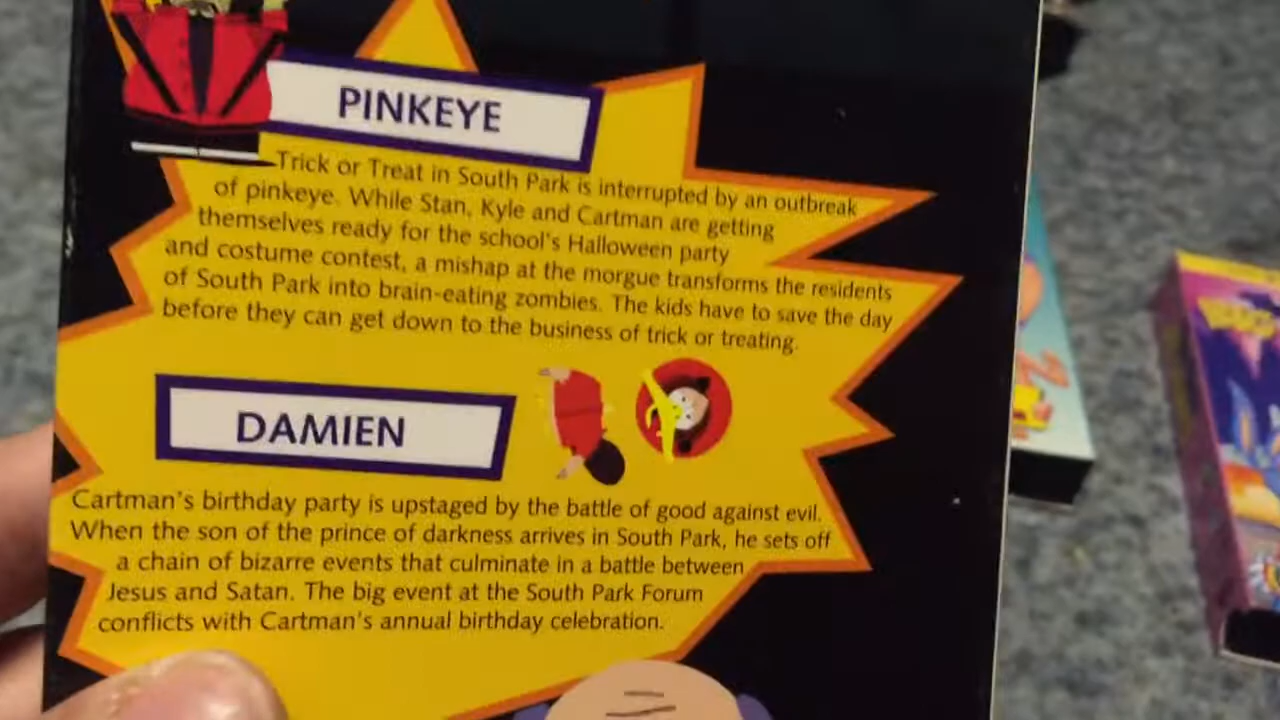 PINKEYE
Trick or Treat in South Park is interrupted by an outbreak
of pinkeye. While Stan, Kyle and Cartman are getting
themselves ready for the school's Halloween party
and costume contest, a mishap at the morgue transforms the residents
of South Park into brain-eating zombies. The kids have to save the day
before they can get down to the business of trick or treating.
DAMIEN
Cartman's birthday party is upstaged by the battle of good against evil.
When the son of the prince of darkness arrives in South Park, he sets off
a chain of bizarre events that culminate in a battle between
Jesus and Satan. The big event at the South Park Forum
conflicts with Cartman's annual birthday celebration.